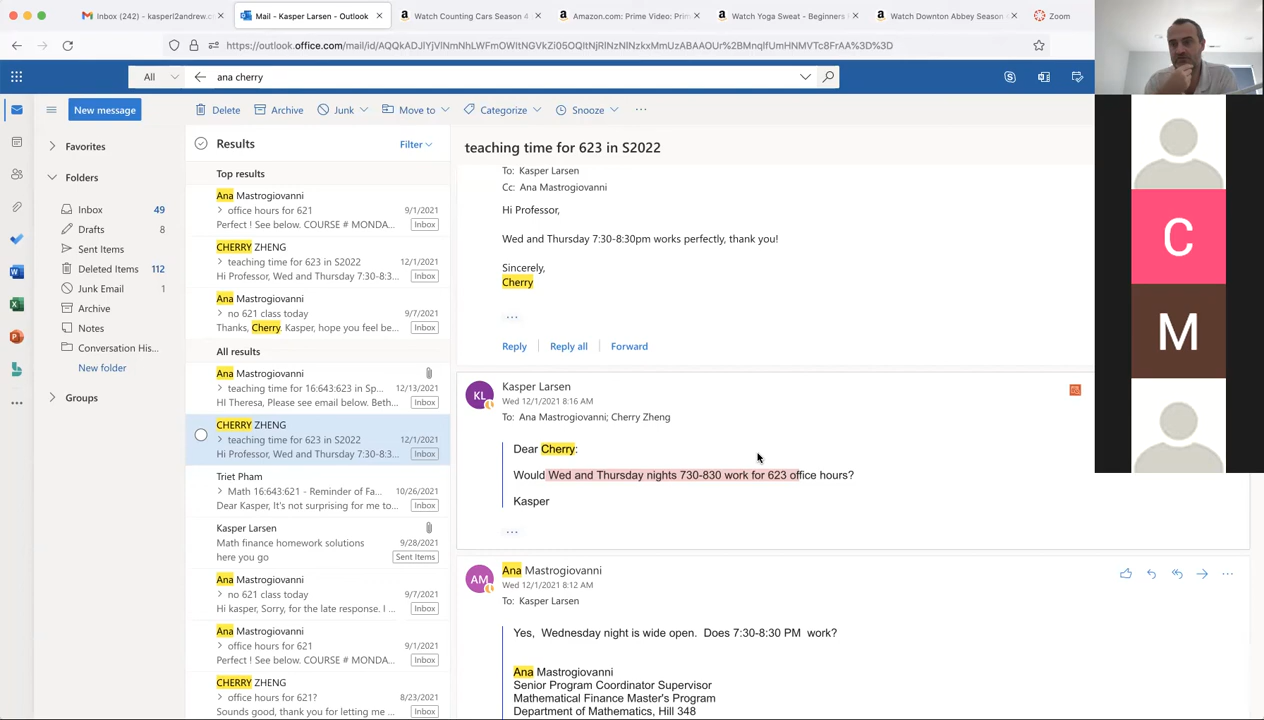 Inbox (242) - kasperl2andrew.c
Mail - Kasper Larsen - Outlook
Watch Counting Cars Season 4
Amazon.com: Prime Video: Prim
Watch Yoga Sweat - Beginners
Watch Downton Abbey Season
Zoom
https://outlook.office.com/mail/id/AQQkADJlYjVlNmNhLWFmOWItNGVkZi05OQItNjRlNzNlNzkxMmUzABAAOUr%2BMnqlfUmHNMVTc8FrAA%3D%3D
All
ana cherry
New message
Delete
Archive
Junk
Move to
Categorize
Snooze
...
Favorites
Folders
Inbox 49
Drafts 8
Sent Items
Deleted Items 112
Junk Email 1
Archive
Notes
Conversation His...
New folder
Groups
Results
Filter
Top results
Ana Mastrogiovanni
office hours for 621 9/1/2021
Perfect ! See below. COURSE # MONDA... Inbox
CHERRY ZHENG
teaching time for 623 in S2022 12/1/2021
Hi Professor, Wed and Thursday 7:30-8:3... Inbox
Ana Mastrogiovanni
no 621 class today 9/7/2021
Thanks, Cherry. Kasper, hope you feel be... Inbox
All results
Ana Mastrogiovanni
teaching time for 16:643:623 in Sp... 12/13/2021
HI Theresa, Please see email below. Beth... Inbox
CHERRY ZHENG
teaching time for 623 in S2022 12/1/2021
Hi Professor, Wed and Thursday 7:30-8:3... Inbox
Triet Pham
Math 16:643:621 - Reminder of Fa... 10/26/2021
Dear Kasper, It's not surprising for me to... Inbox
Kasper Larsen
Math finance homework solutions 9/28/2021
here you go Sent Items
Ana Mastrogiovanni
no 621 class today 9/7/2021
Hi kasper, Sorry, for the late response. I ... Inbox
Ana Mastrogiovanni
office hours for 621 9/1/2021
Perfect ! See below. COURSE # MONDA... Inbox
CHERRY ZHENG
office hours for 621? 8/23/2021
Sounds good, thank you for letting me ... Inbox
teaching time for 623 in S2022
To: Kasper Larsen
Cc: Ana Mastrogiovanni
Hi Professor,
Wed and Thursday 7:30-8:30pm works perfectly, thank you!
Sincerely,
Cherry
...
Reply
Reply all
Forward
KL
Kasper Larsen
Wed 12/1/2021 8:16 AM
To: Ana Mastrogiovanni; Cherry Zheng
Dear Cherry:
Would Wed and Thursday nights 730-830 work for 623 office hours?
Kasper
...
AM
Ana Mastrogiovanni
Wed 12/1/2021 8:12 AM
To: Kasper Larsen
Yes, Wednesday night is wide open. Does 7:30-8:30 PM work?
Ana Mastrogiovanni
Senior Program Coordinator Supervisor
Mathematical Finance Master's Program
Department of Mathematics, Hill 348
C
M